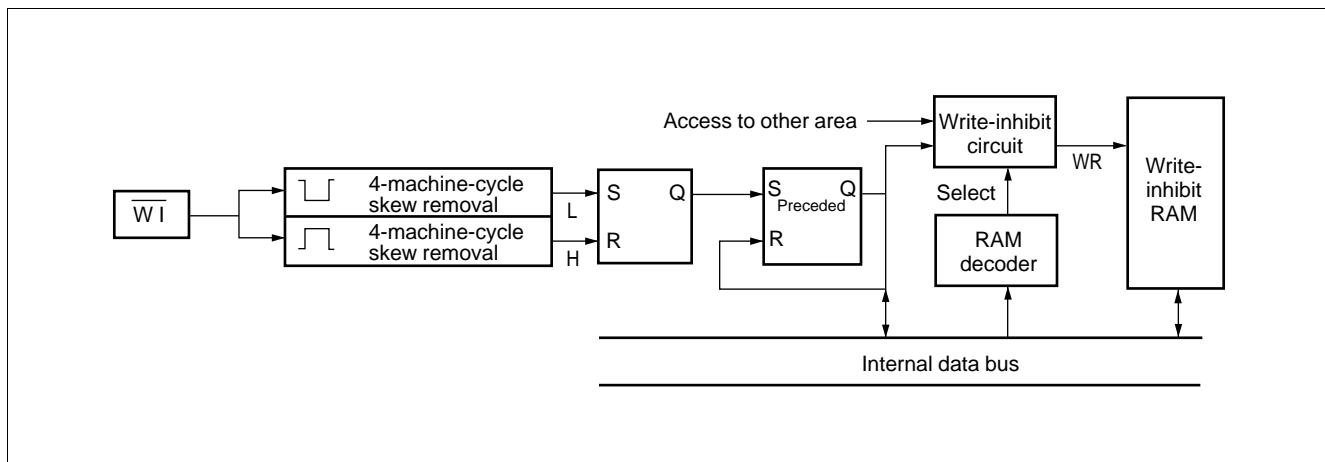 Access to other area
Write-inhibit
circuit
WR
Write-
inhibit
RAM
WI
4-machine-cycle
skew removal
4-machine-cycle
skew removal
L
H
S
Q
R
S
Q
Preceded
R
Select
RAM
decoder
Internal data bus